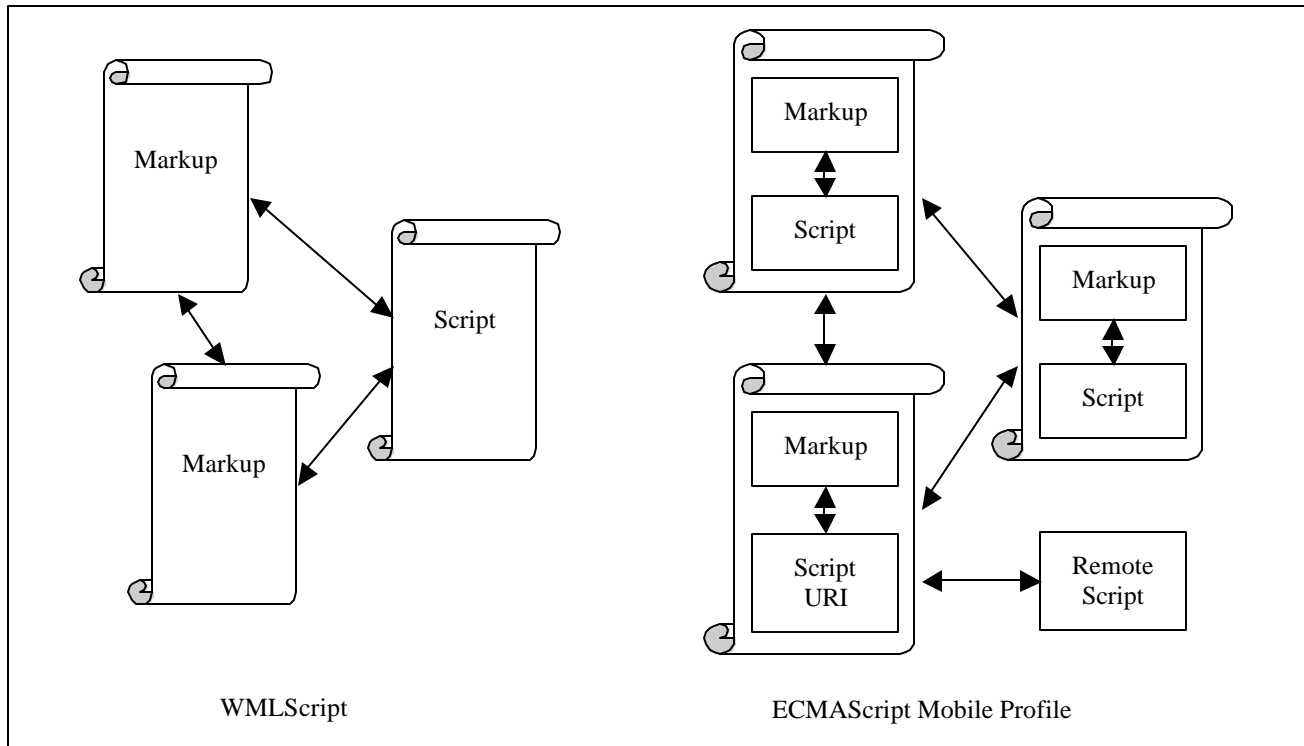 Markup
Script
Markup
WMLScript
Markup
Script
Markup
Script
Markup
Script
URI
Remote
Script
ECMAScript Mobile Profile